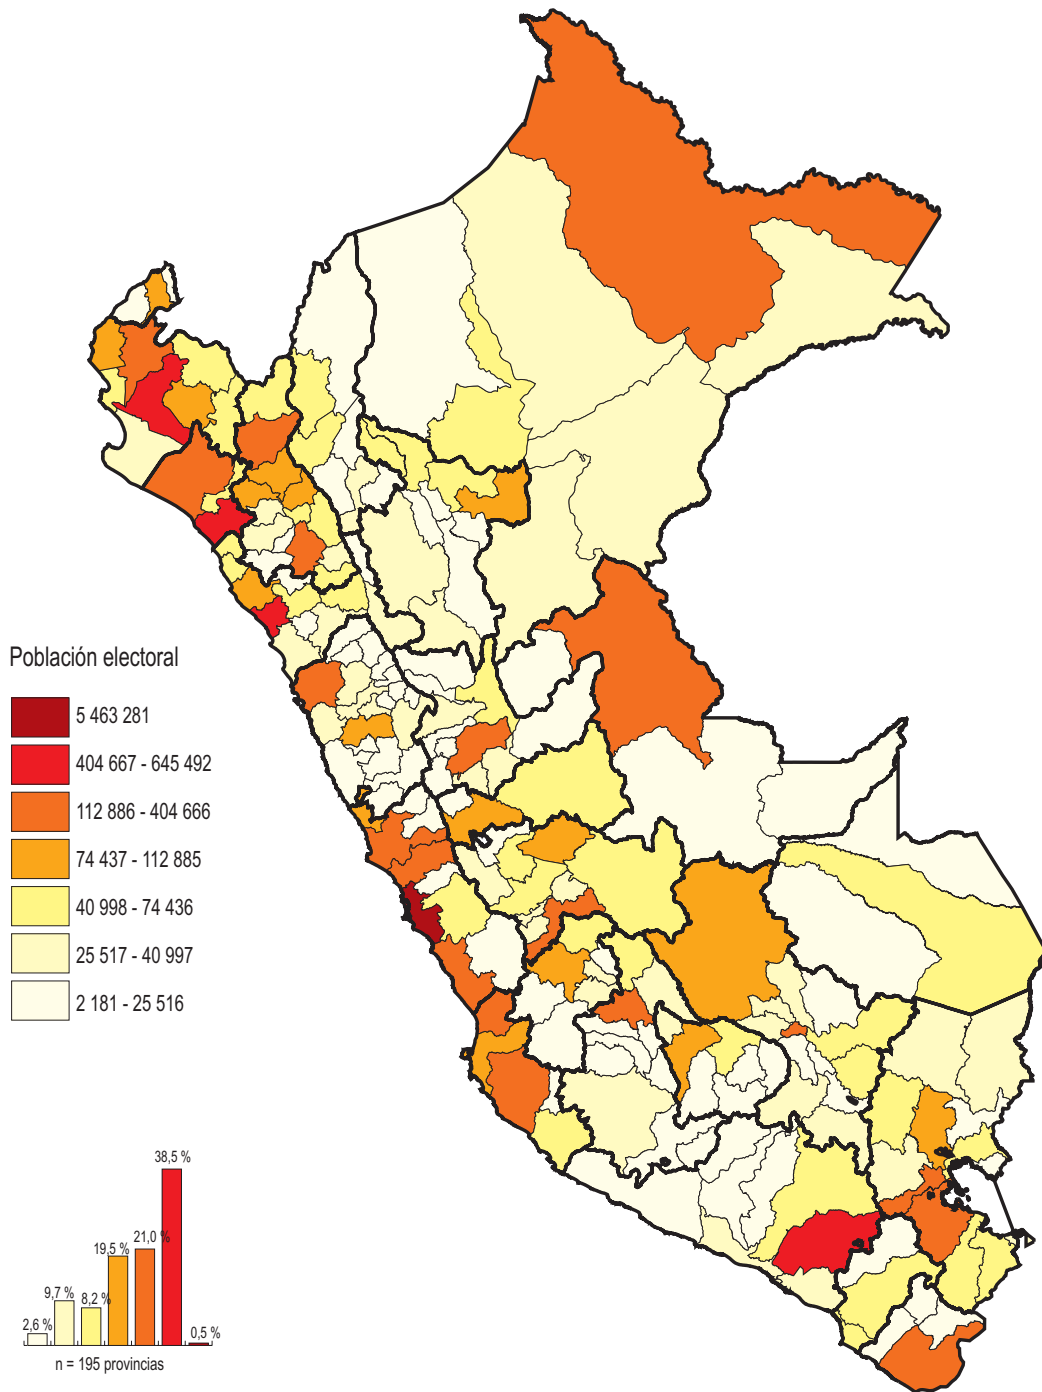 Población electoral
5 463 281
404 667 - 645 492
112 886 - 404 666
74 437 - 112 885
40 998 - 74 436
25 517 - 40 997
2 181 - 25 516
38,5 %
21,0 %
19,5 %
9,7 %
8,2 %
2,6 %
0,5 %
n = 195 provincias